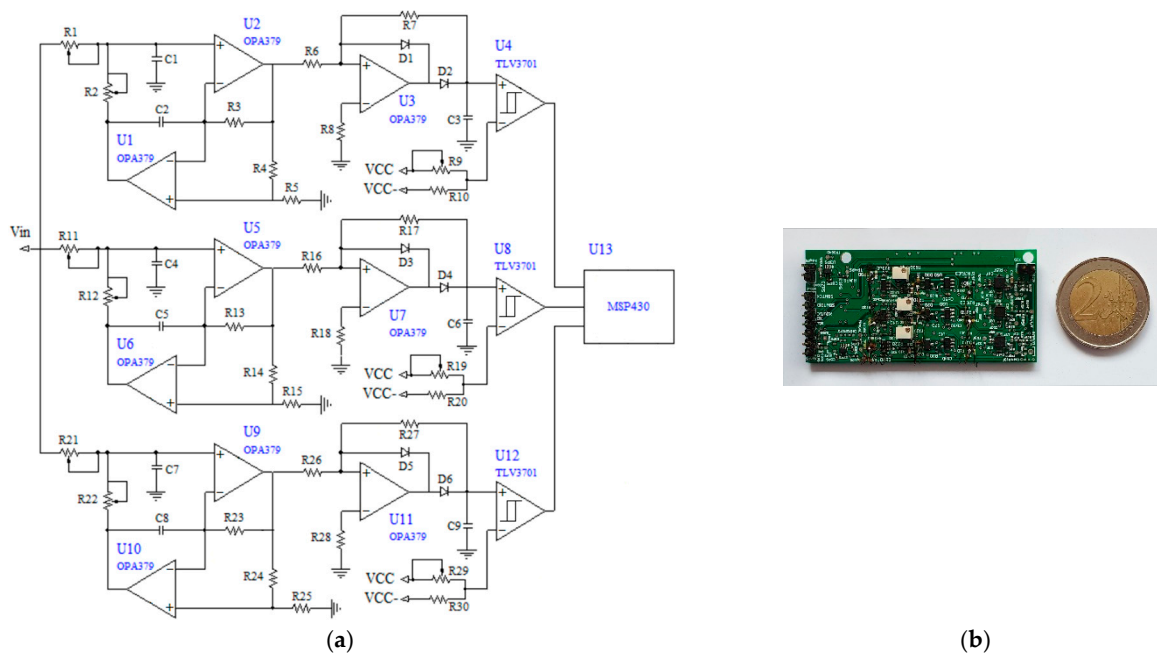 U2
OPA379
R1
C1
R2
C2
R3
U1
OPA379
R4
R5
R6
R7
D1
D2
U3
OPA379
R8
C3
U4
TLV3701
VCC
R9
VCC-
R10
Vin
R11
U5
OPA379
C4
R12
C5
R13
U6
OPA379
R14
R15
R16
R17
D3
D4
U7
OPA379
R18
C6
U8
TLV3701
VCC
R19
VCC-
R20
U13
MSP430
R21
U9
OPA379
C7
R22
C8
R23
U10
OPA379
R24
R25
R26
R27
D5
D6
U11
OPA379
R28
C9
U12
TLV3701
VCC
R29
VCC-
R30
2
(a)
(b)